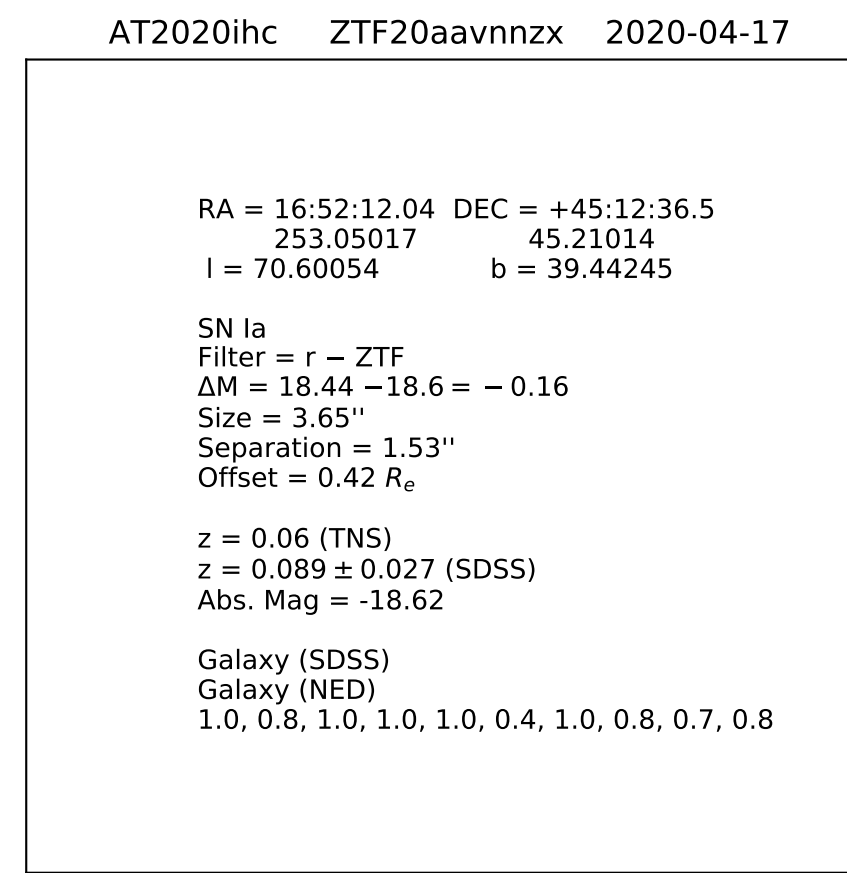 AT2020ihc ZTF20aavnnzx 2020-04-17
RA = 16:52:12.04 DEC = +45:12:36.5
253.05017 45.21014
l = 70.60054 b = 39.44245
SN Ia
Filter = r − ZTF
ΔM = 18.44 −18.6 = − 0.16
Size = 3.65''
Separation = 1.53''
Offset = 0.42 Re
z = 0.06 (TNS)
z = 0.089 ± 0.027 (SDSS)
Abs. Mag = -18.62
Galaxy (SDSS)
Galaxy (NED)
1.0, 0.8, 1.0, 1.0, 1.0, 0.4, 1.0, 0.8, 0.7, 0.8